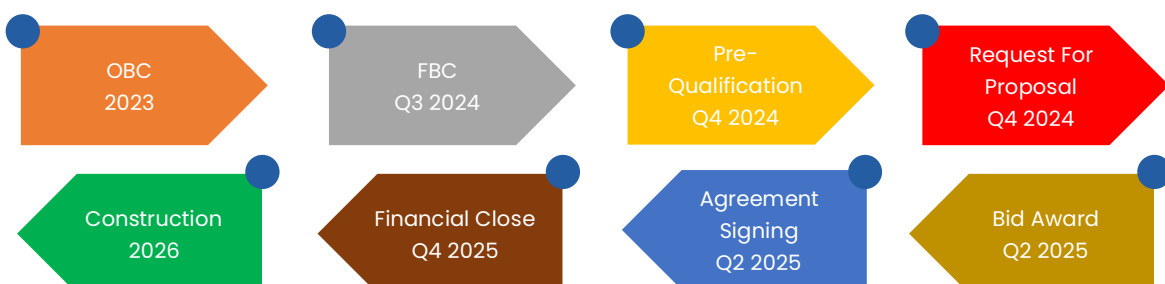 OBC
2023
FBC
Q3 2024
Pre-
Qualification
Q4 2024
Request For
Proposal
Q4 2024
Bid Award
Q2 2025
Agreement
Signing
Q2 2025
Financial Close
Q4 2025
Construction
2026